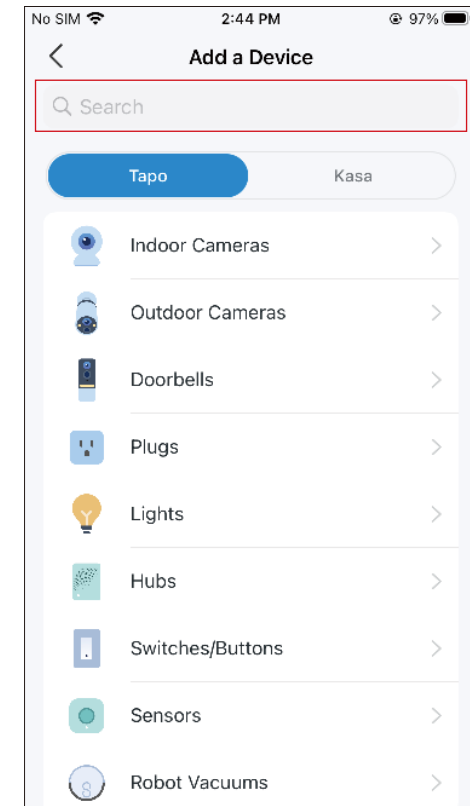 No SIM 2:44 PM 97%
Add a Device
Search
Tapo Kasa
Indoor Cameras
Outdoor Cameras
Doorbells
Plugs
Lights
Hubs
Switches/Buttons
Sensors
Robot Vacuums